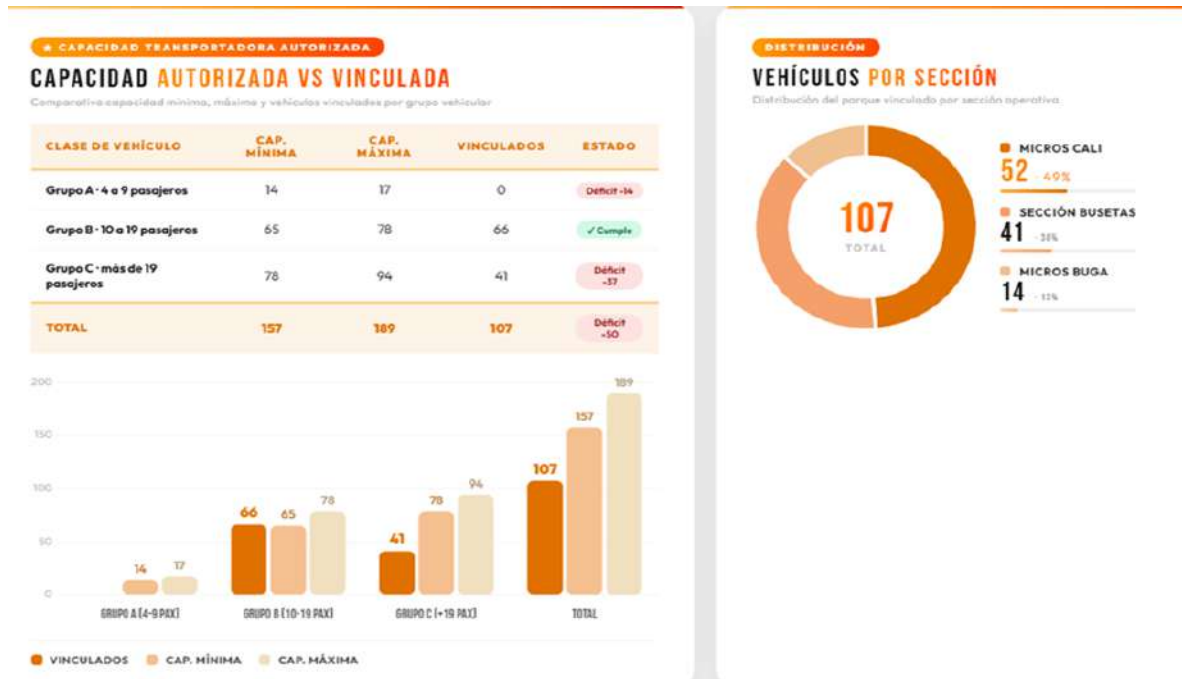 CAPACIDAD TRANSPORTADORA AUTORIZADA
CAPACIDAD AUTORIZADA VS VINCULADA
Comparativo capacidad mínima, máxima y vehículos vinculados por grupo vehicular
CLASE DE VEHÍCULO CAP. MÍNIMA CAP. MÁXIMA VINCULADOS ESTADO
Grupo A · 4 a 9 pasajeros 14 17 0 Déficit -14
Grupo B · 10 a 19 pasajeros 65 78 66 ✓ Cumple
Grupo C · más de 19 pasajeros 78 94 41 Déficit -37
TOTAL 157 189 107 Déficit -50
200
150
100
50
0
14 17
66 65 78
41 78 94
107 157 189
GRUPO A (4-9 PAX) GRUPO B (10-19 PAX) GRUPO C (+19 PAX) TOTAL
VINCULADOS CAP. MÍNIMA CAP. MÁXIMA
DISTRIBUCIÓN
VEHÍCULOS POR SECCIÓN
Distribución del parque vinculado por sección operativa
107
TOTAL
MICROS CALI
52 · 49%
SECCIÓN BUSETAS
41 · 38%
MICROS BUGA
14 · 13%